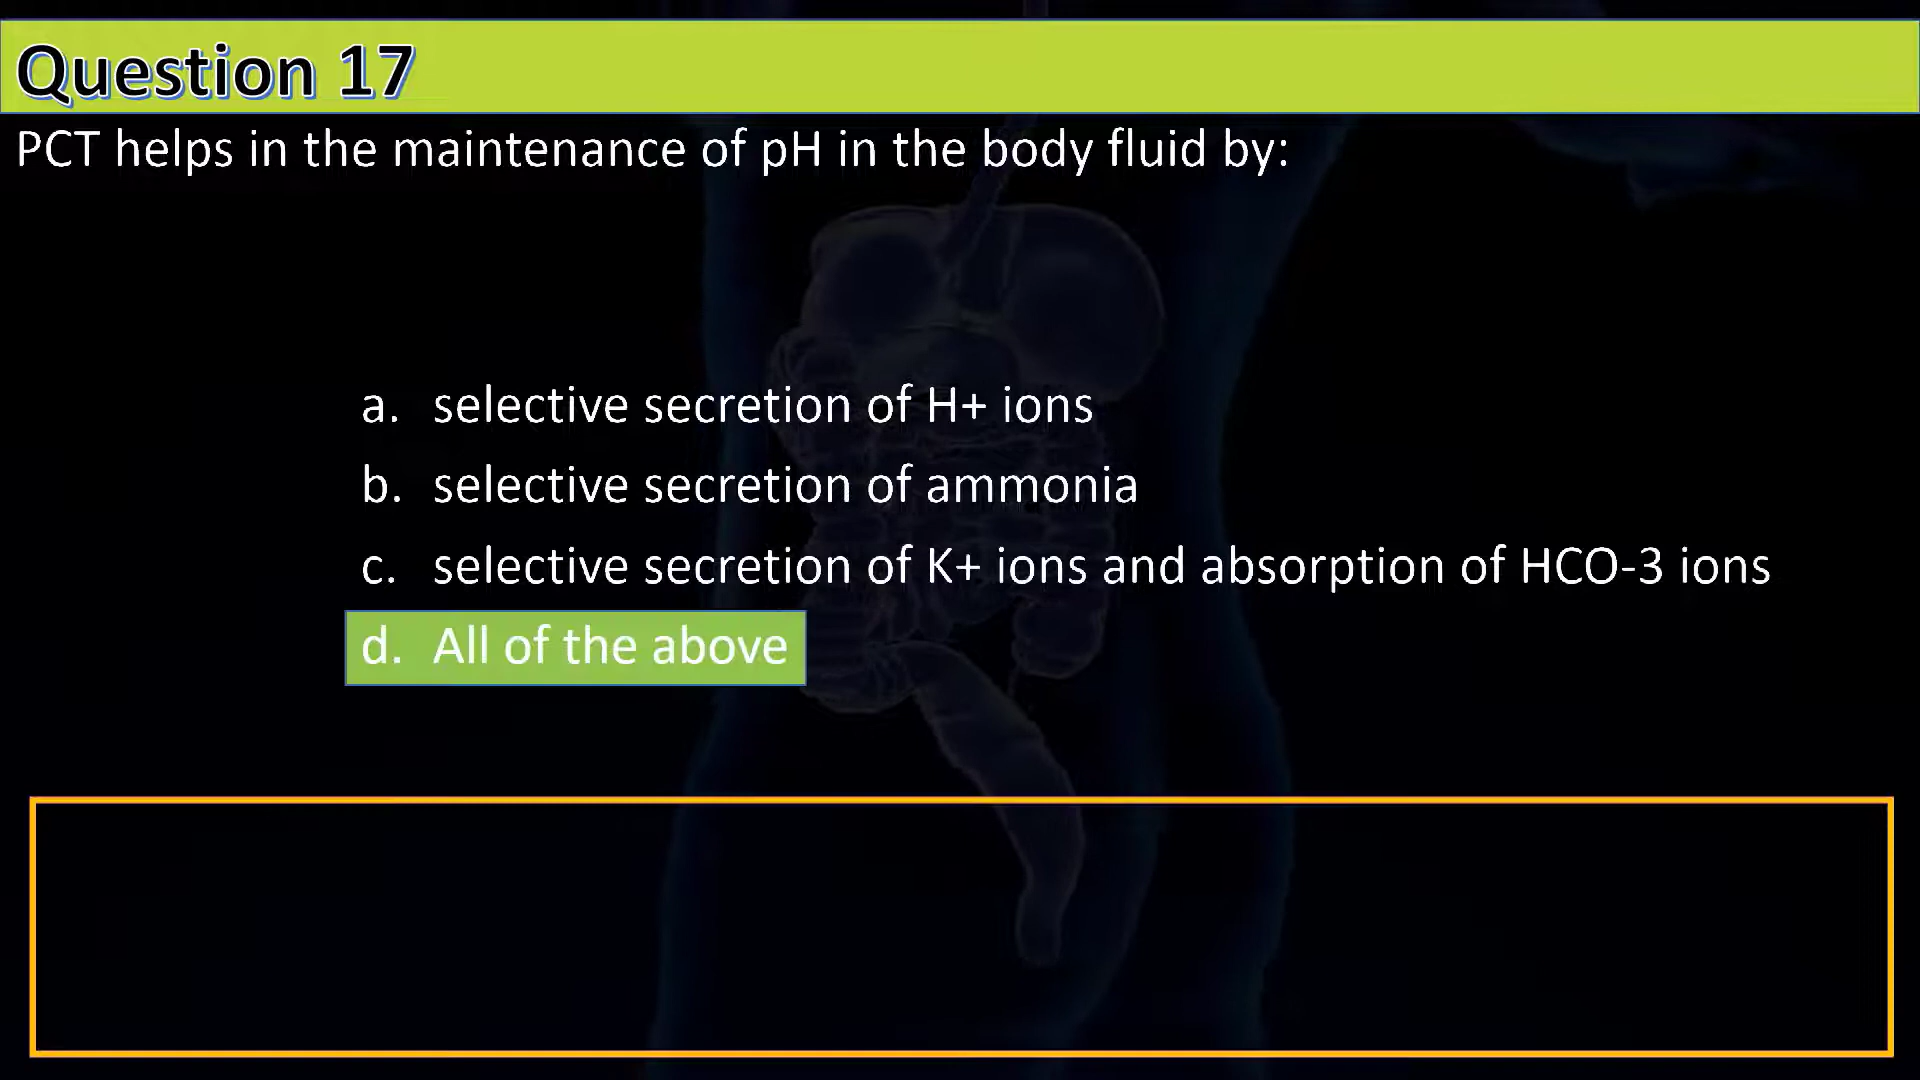 Question 17
PCT helps in the maintenance of pH in the body fluid by:
a. selective secretion of H+ ions
b. selective secretion of ammonia
c. selective secretion of K+ ions and absorption of HCO-3 ions
d. All of the above